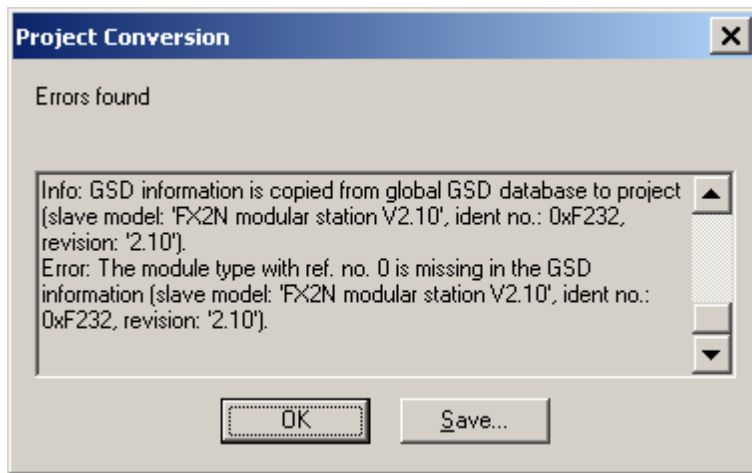 Project Conversion
Errors found
Info: GSD information is copied from global GSD database to project
(slave model: 'FX2N modular station V2.10', ident no.: 0xF232,
revision: '2.10').
Error: The module type with ref. no. 0 is missing in the GSD
information (slave model: 'FX2N modular station V2.10', ident no.:
0xF232, revision: '2.10').
OK
Save...